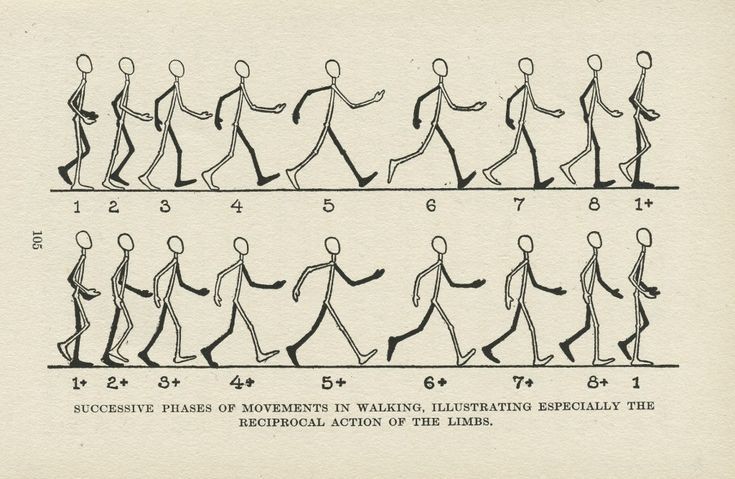 1 2 3 4 5 6 7 8 1+
105
1+ 2+ 3+ 4+ 5+ 6+ 7+ 8+ 1
SUCCESSIVE PHASES OF MOVEMENTS IN WALKING, ILLUSTRATING ESPECIALLY THE
RECIPROCAL ACTION OF THE LIMBS.